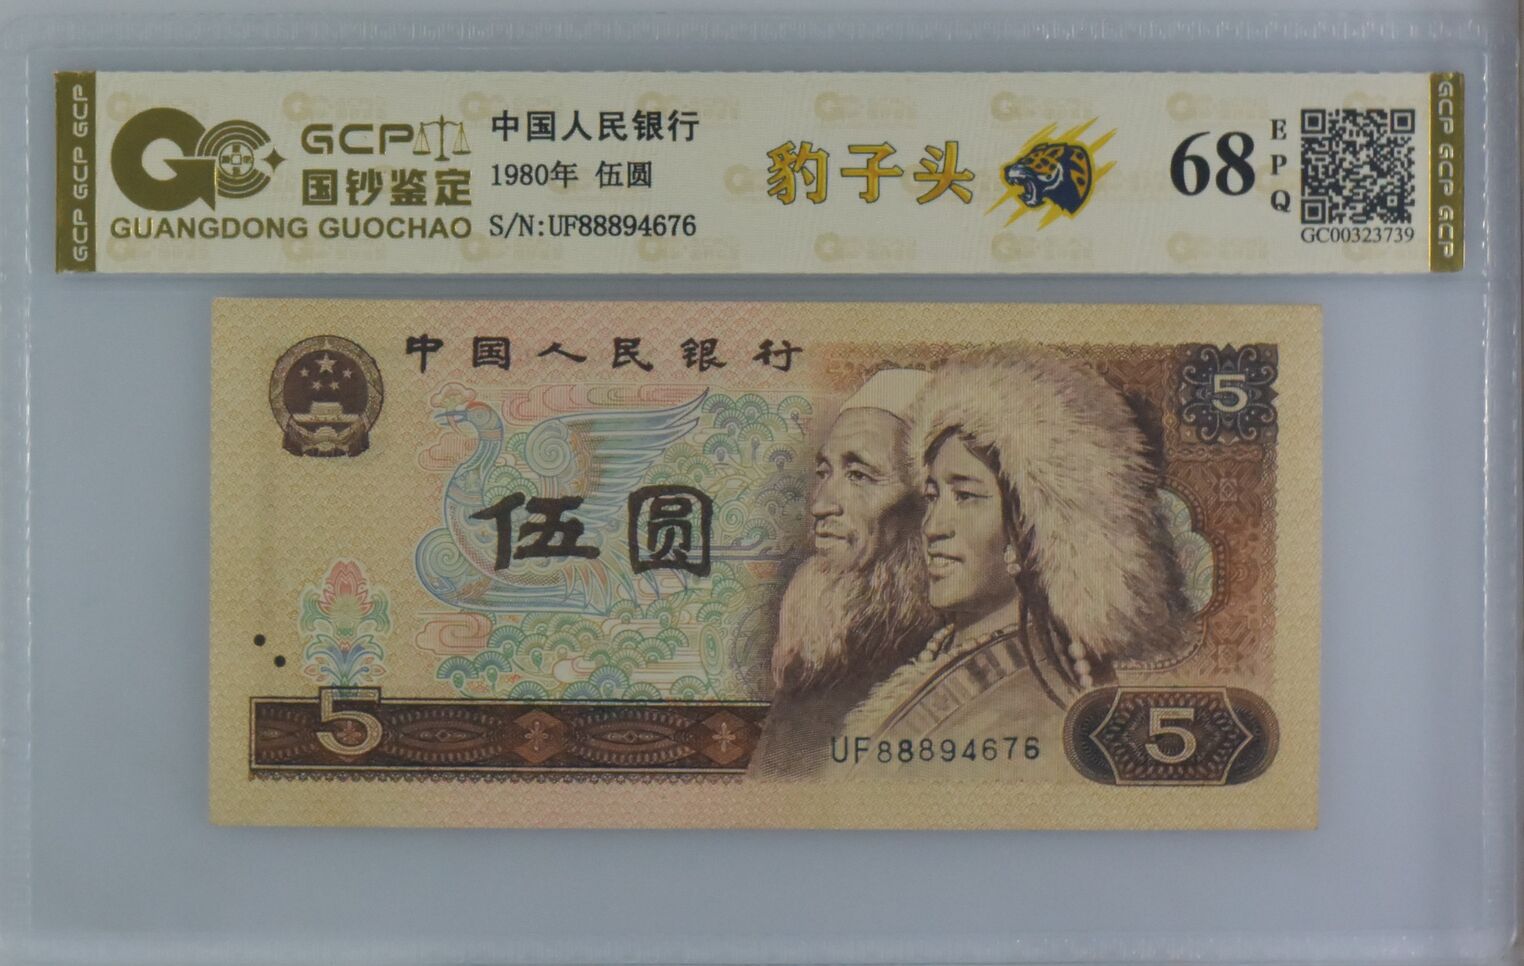 GCP GCP GCP
GCP
国钞鉴定
GUANGDONG GUOCHAO
中国人民银行
1980年 伍圆
S/N:UF88894676
豹子头
68
EPQ
GC00323739
GCP GCP GCP
中国人民银行
5
伍圆
5
UF88894676
5